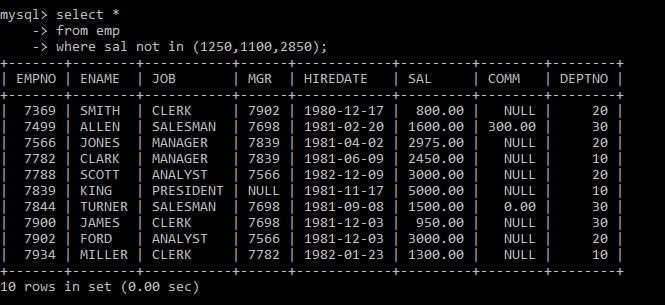 mysql> select *
    -> from emp
    -> where sal not in (1250,1100,2850);
+-------+--------+-----------+------+------------+---------+--------+--------+
| EMPNO | ENAME  | JOB       | MGR  | HIREDATE   | SAL     | COMM   | DEPTNO |
+-------+--------+-----------+------+------------+---------+--------+--------+
|  7369 | SMITH  | CLERK     | 7902 | 1980-12-17 |  800.00 |   NULL |     20 |
|  7499 | ALLEN  | SALESMAN  | 7698 | 1981-02-20 | 1600.00 | 300.00 |     30 |
|  7566 | JONES  | MANAGER   | 7839 | 1981-04-02 | 2975.00 |   NULL |     20 |
|  7782 | CLARK  | MANAGER   | 7839 | 1981-06-09 | 2450.00 |   NULL |     10 |
|  7788 | SCOTT  | ANALYST   | 7566 | 1982-12-09 | 3000.00 |   NULL |     20 |
|  7839 | KING   | PRESIDENT | NULL | 1981-11-17 | 5000.00 |   NULL |     10 |
|  7844 | TURNER | SALESMAN  | 7698 | 1981-09-08 | 1500.00 |   0.00 |     30 |
|  7900 | JAMES  | CLERK     | 7698 | 1981-12-03 |  950.00 |   NULL |     30 |
|  7902 | FORD   | ANALYST   | 7566 | 1981-12-03 | 3000.00 |   NULL |     20 |
|  7934 | MILLER | CLERK     | 7782 | 1982-01-23 | 1300.00 |   NULL |     10 |
+-------+--------+-----------+------+------------+---------+--------+--------+
10 rows in set (0.00 sec)